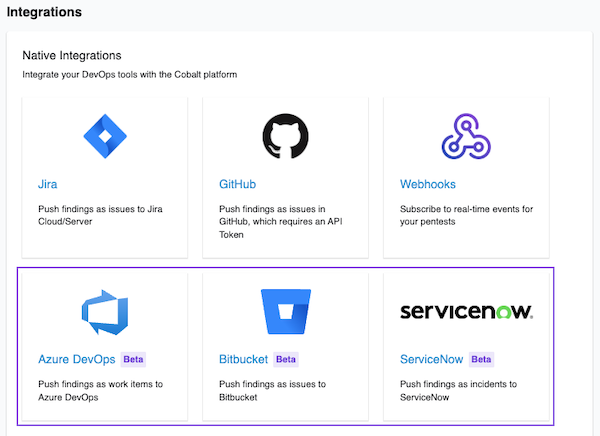 Integrations
Native Integrations
Integrate your DevOps tools with the Cobalt platform
Jira
Push findings as issues to Jira
Cloud/Server
GitHub
Push findings as issues in
GitHub, which requires an API
Token
Webhooks
Subscribe to real-time events for
your pentests
Azure DevOps Beta
Push findings as work items to
Azure DevOps
Bitbucket Beta
Push findings as issues to
Bitbucket
servicenow.
ServiceNow Beta
Push findings as incidents to
ServiceNow